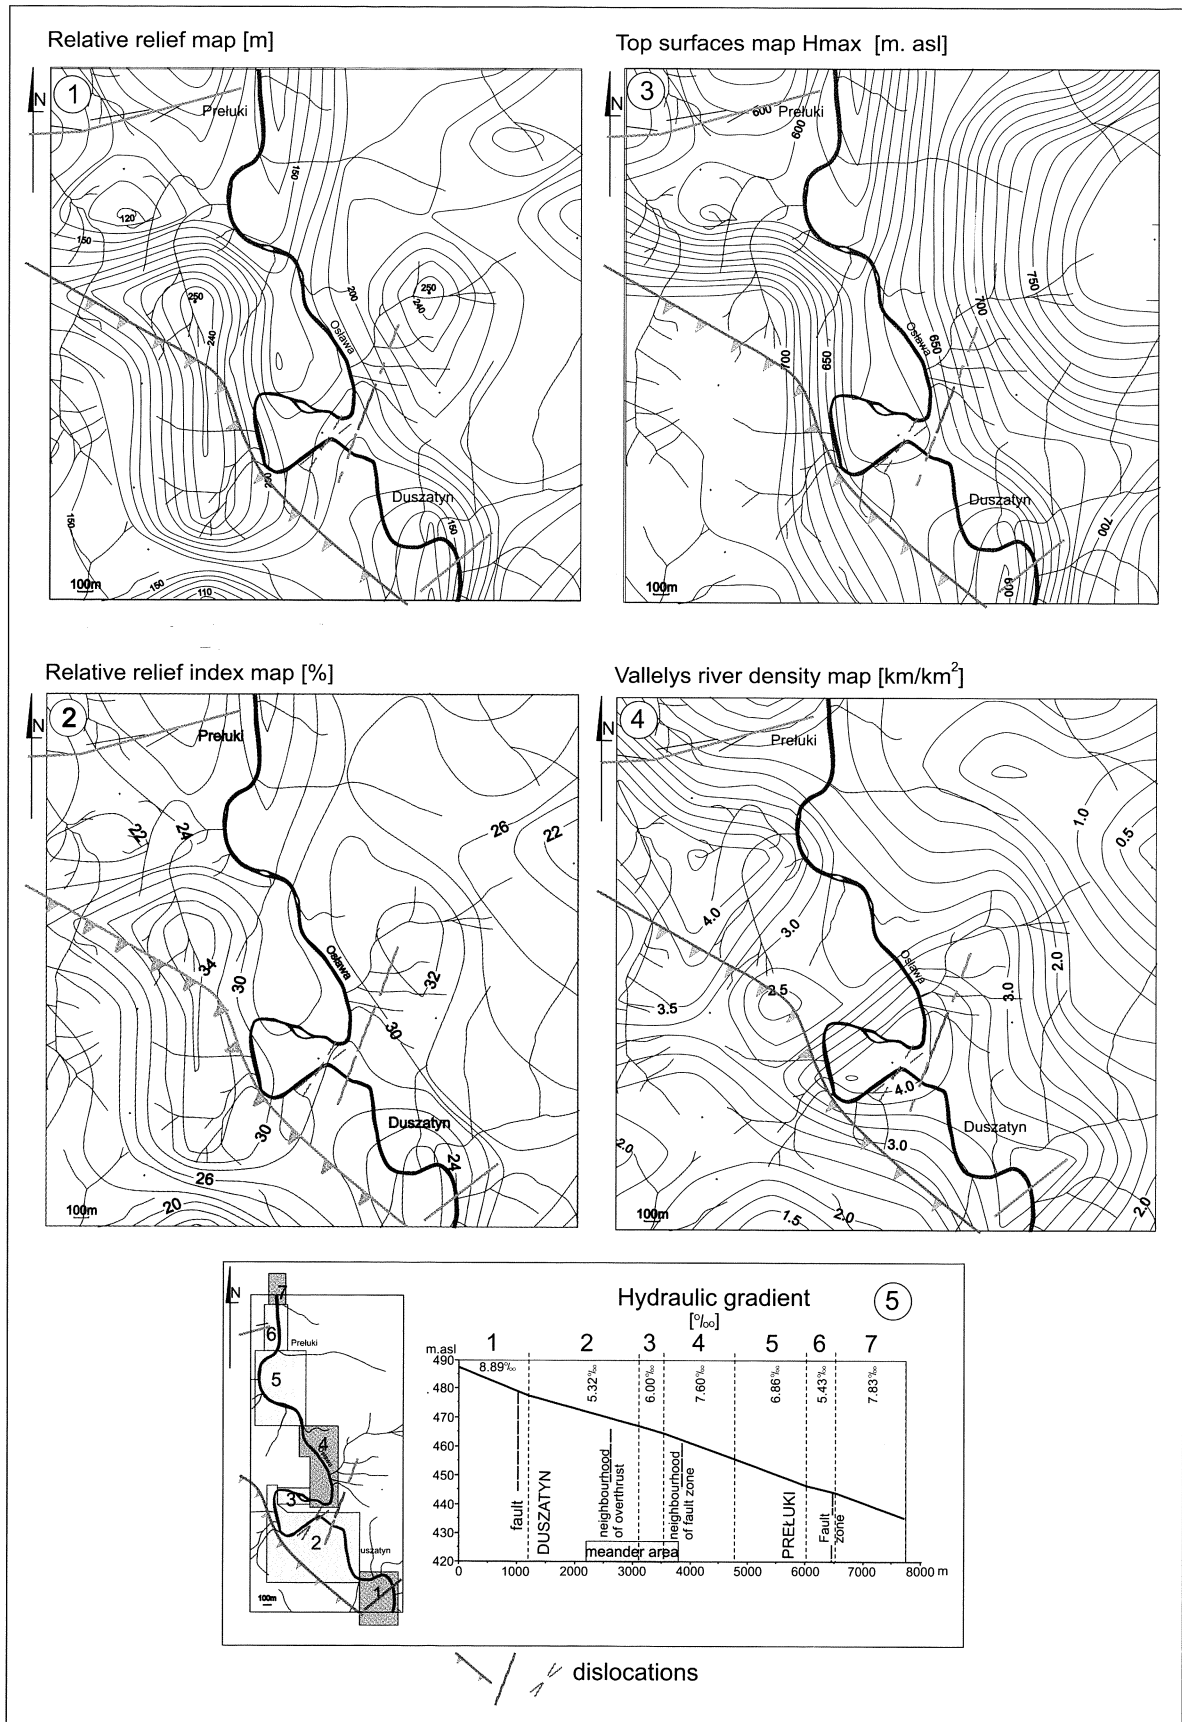 Relative relief map [m]
N
1
Prełuki
150
120
150
250
240
200
250
240
Osława
200
Duszatyn
150
150
100m
150
110
Top surfaces map Hmax [m. asl]
N
3
600
Prełuki
600
750
700
650
Osława
700
650
Duszatyn
700
600
100m
Relative relief index map [%]
N
2
Prełuki
22
24
26
22
34
30
Osława
32
30
30
Duszatyn
24
26
20
100m
Vallelys river density map [km/km²]
N
4
Prełuki
1.0
0.5
4.0
3.0
2.0
Osława
2.5
3.5
3.0
4.0
Duszatyn
3.0
2.0
2.0
1.5
2.0
100m
N
7
6
Prełuki
5
4
3
2
uszatyn
1
100m
Hydraulic gradient
[‰]
5
1 2 3 4 5 6 7
m.asl
490
480
470
460
450
440
430
420
8.89‰
5.32‰
6.00‰
7.60‰
6.86‰
5.43‰
7.83‰
fault
DUSZATYN
neighbourhood
of overthrust
neighbourhood
of fault zone
PREŁUKI
Fault
zone
meander area
0 1000 2000 3000 4000 5000 6000 7000 8000 m
dislocations